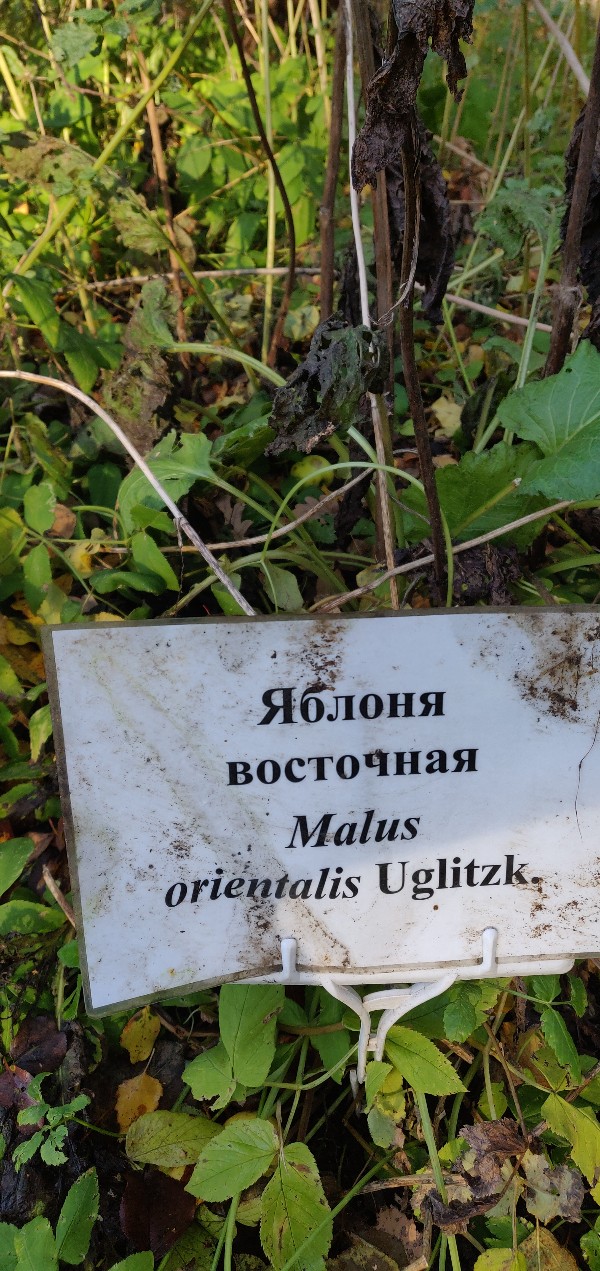 Яблоня
восточная
Malus
orientalis Uglitzk.